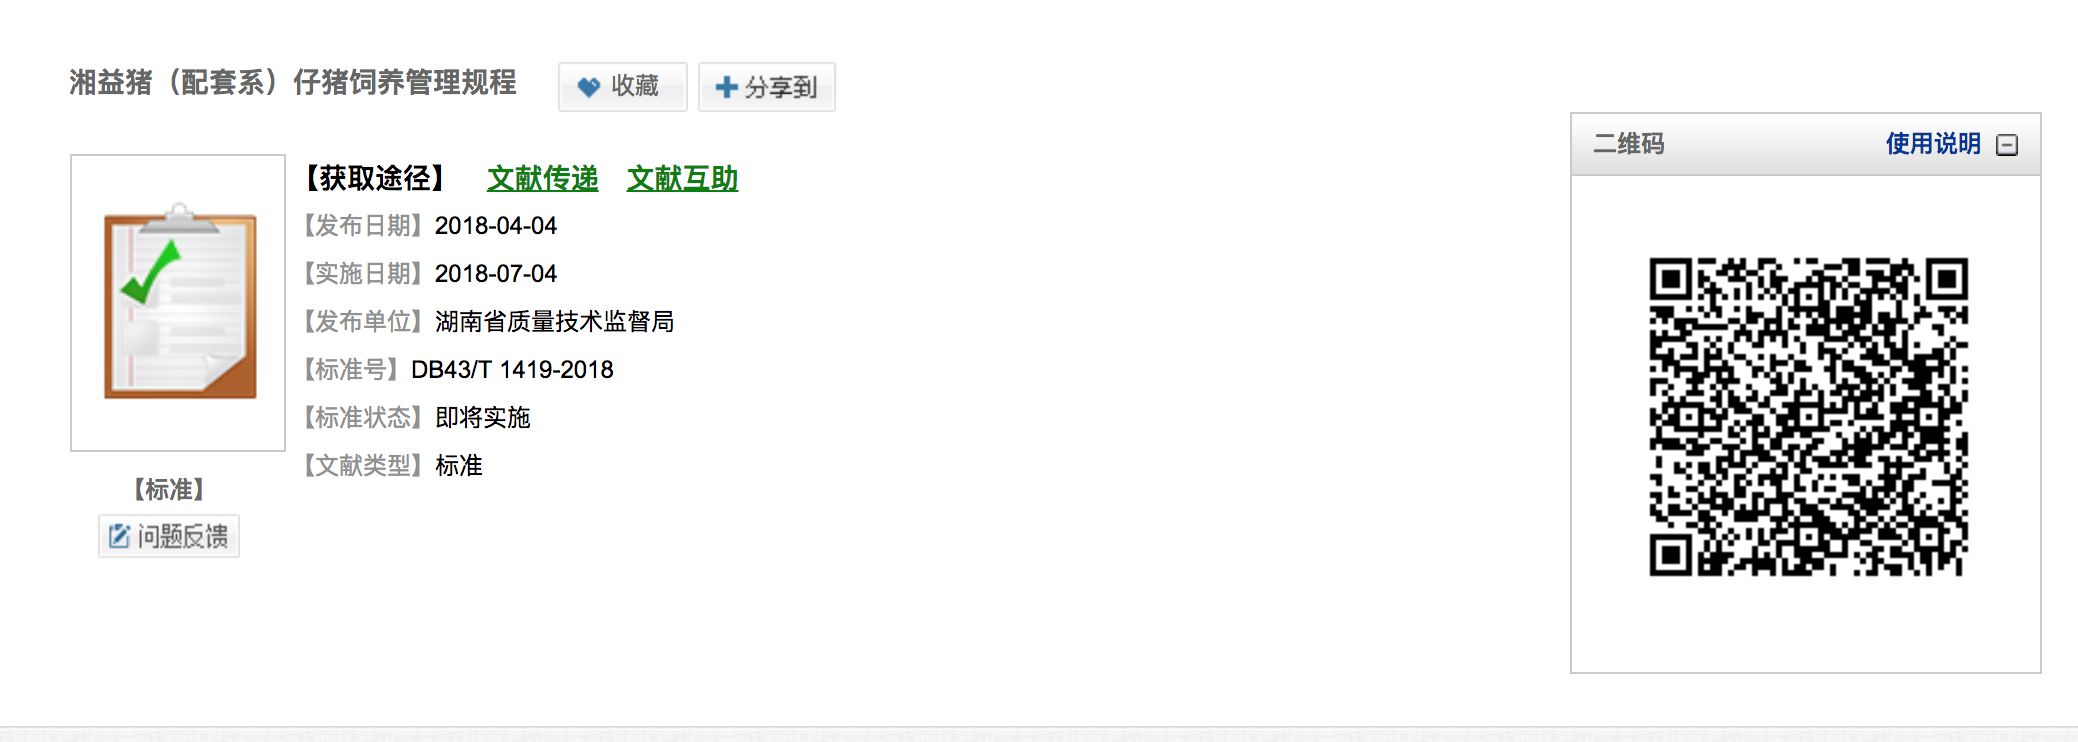 湘益猪（配套系）仔猪饲养管理规程
收藏
分享到
【获取途径】 文献传递 文献互助
【发布日期】2018-04-04
【实施日期】2018-07-04
【发布单位】湖南省质量技术监督局
【标准号】DB43/T 1419-2018
【标准状态】即将实施
【文献类型】标准
【标准】
问题反馈
二维码
使用说明